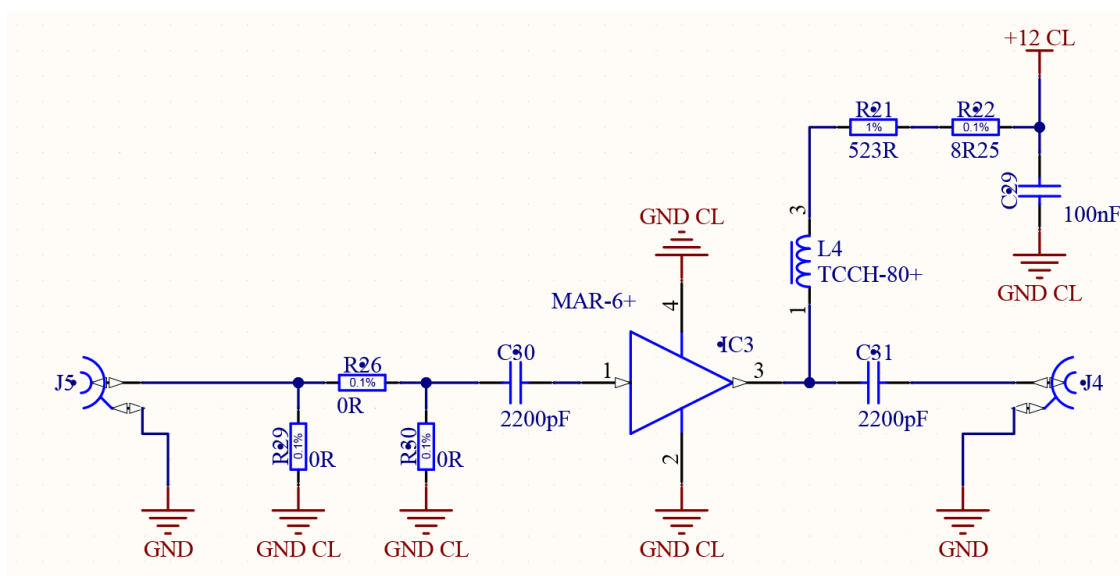 +12 CL
R21
R22
1%
0.1%
523R
8R25
C29
100nF
GND CL
3
L4
TCCH-80+
1
GND CL
4
MAR-6+
IC3
J5
R26
0.1%
0R
C30
2200pF
1
3
C31
2200pF
J4
R29
0.1%
0R
R30
0.1%
0R
2
GND
GND CL
GND CL
GND CL
GND